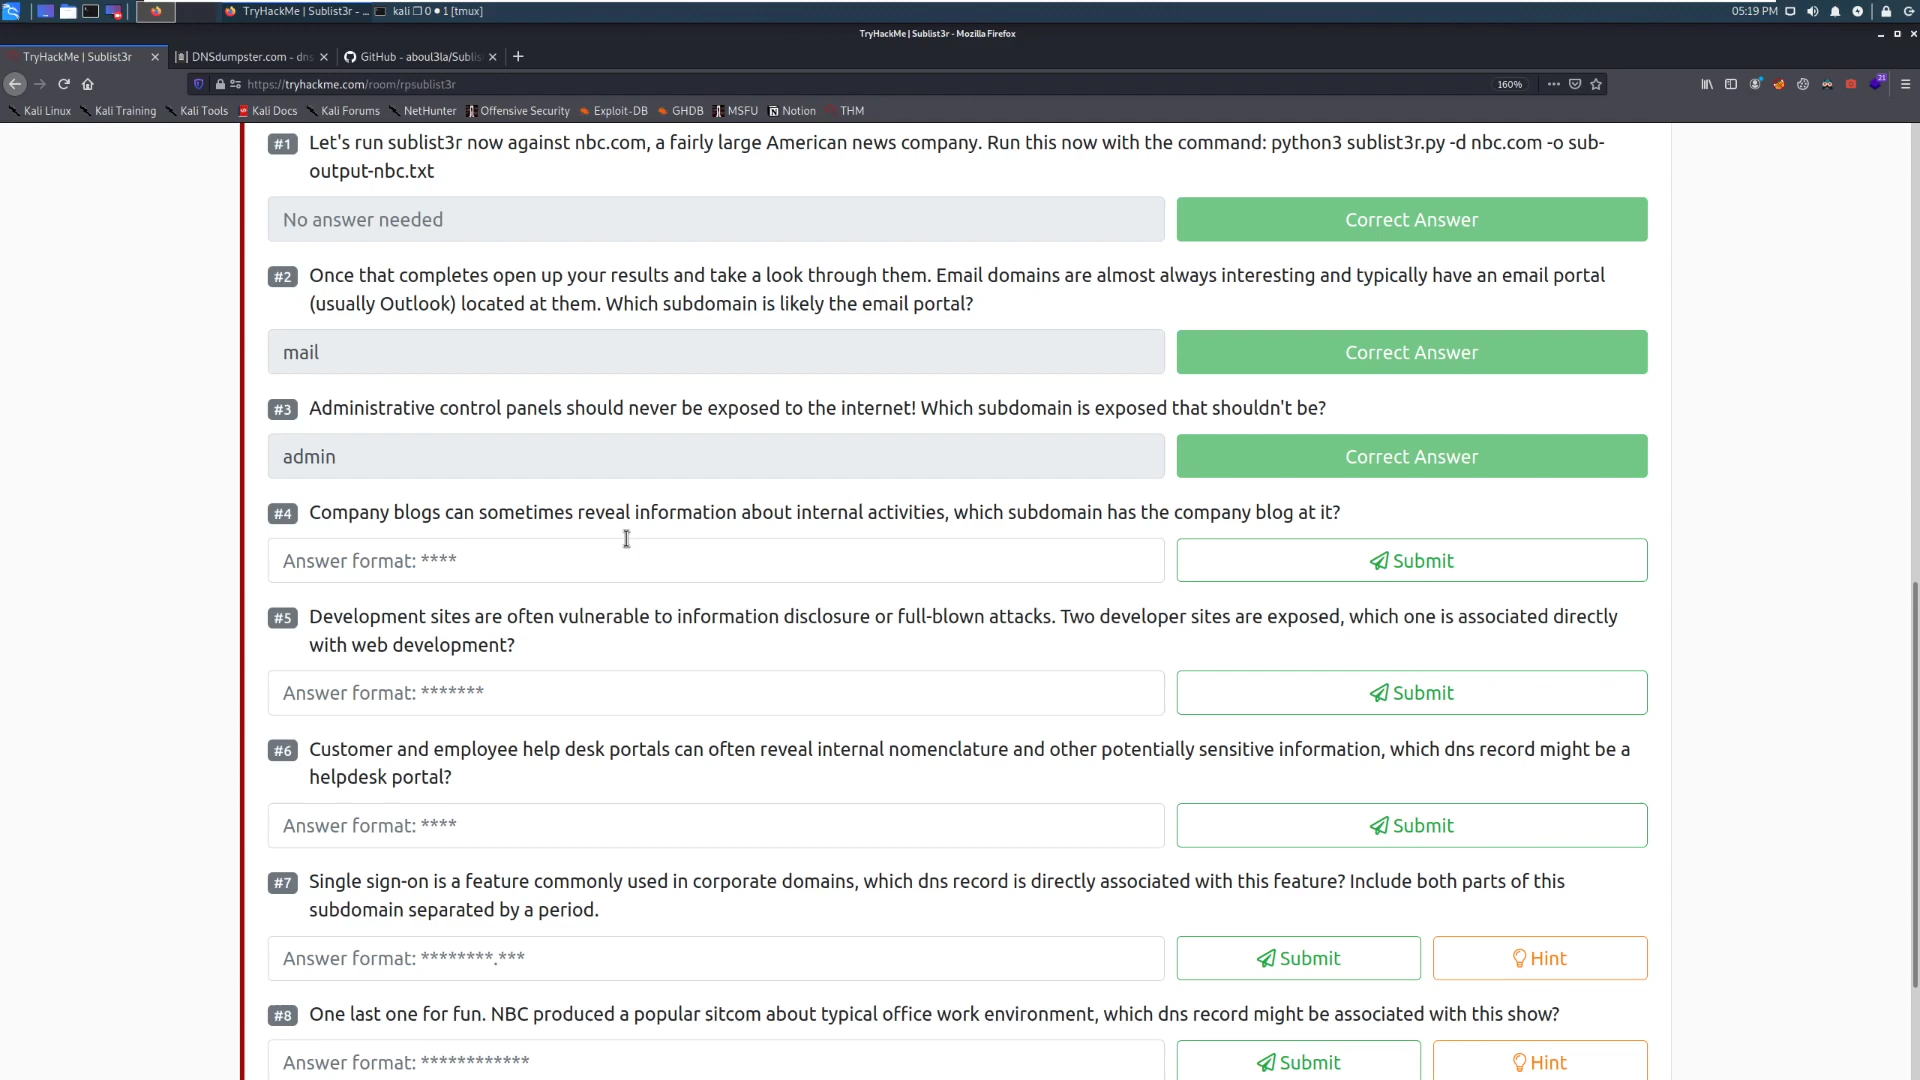 TryHackMe | Sublist3r - ...
kali ❐ 0 ● 1 [tmux]
05:19 PM
TryHackMe | Sublist3r - Mozilla Firefox
TryHackMe | Sublist3r
DNSdumpster.com - dns
GitHub - aboul3la/Sublis
https://tryhackme.com/room/rpsublist3r
160%
21
Kali Linux
Kali Training
Kali Tools
Kali Docs
Kali Forums
NetHunter
Offensive Security
Exploit-DB
GHDB
MSFU
Notion
THM
#1 Let's run sublist3r now against nbc.com, a fairly large American news company. Run this now with the command: python3 sublist3r.py -d nbc.com -o sub-
output-nbc.txt
No answer needed
Correct Answer
#2 Once that completes open up your results and take a look through them. Email domains are almost always interesting and typically have an email portal
(usually Outlook) located at them. Which subdomain is likely the email portal?
mail
Correct Answer
#3 Administrative control panels should never be exposed to the internet! Which subdomain is exposed that shouldn't be?
admin
Correct Answer
#4 Company blogs can sometimes reveal information about internal activities, which subdomain has the company blog at it?
Answer format: ****
Submit
#5 Development sites are often vulnerable to information disclosure or full-blown attacks. Two developer sites are exposed, which one is associated directly
with web development?
Answer format: *******
Submit
#6 Customer and employee help desk portals can often reveal internal nomenclature and other potentially sensitive information, which dns record might be a
helpdesk portal?
Answer format: ****
Submit
#7 Single sign-on is a feature commonly used in corporate domains, which dns record is directly associated with this feature? Include both parts of this
subdomain separated by a period.
Answer format: ********.***
Submit
Hint
#8 One last one for fun. NBC produced a popular sitcom about typical office work environment, which dns record might be associated with this show?
Answer format: ************
Submit
Hint